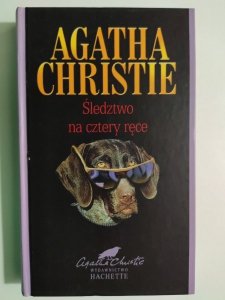 AGATHA
CHRISTIE
Śledztwo
na cztery ręce
Agatha Christie
WYDAWNICTWO
HACHETTE